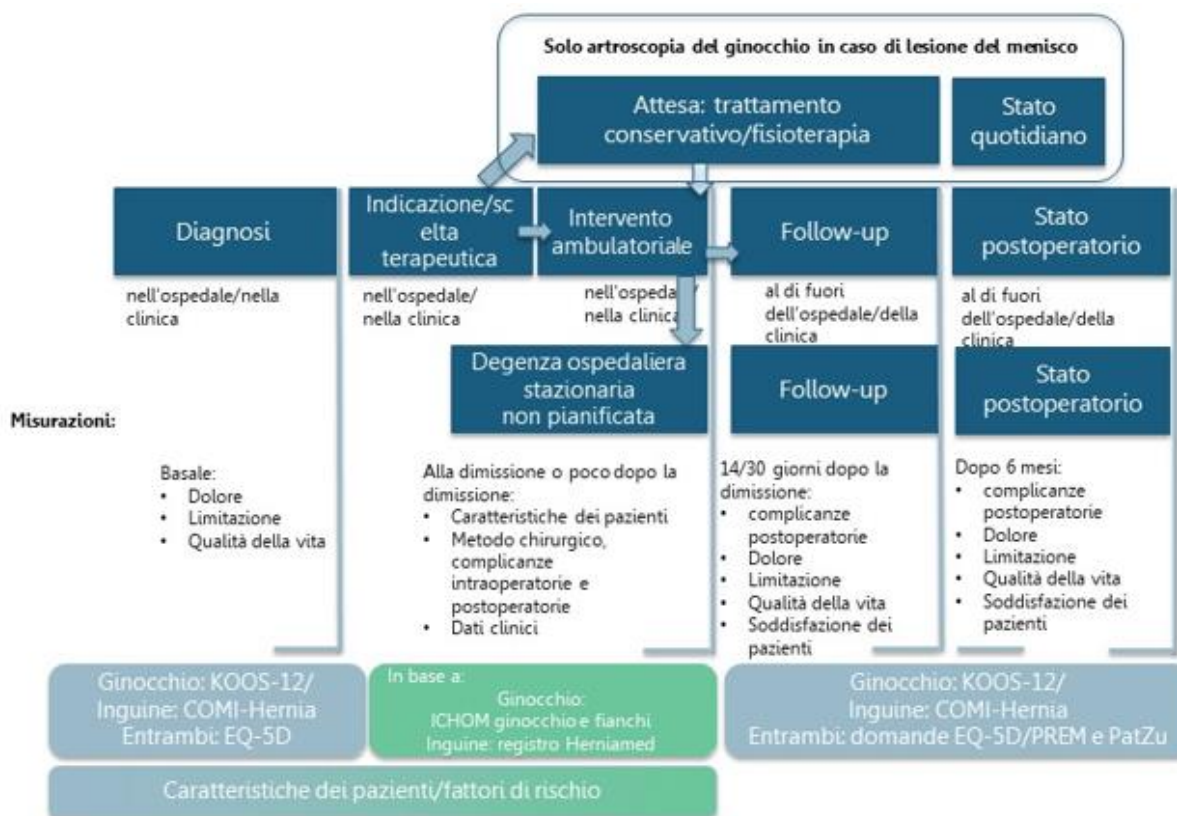 Solo artroscopia del ginocchio in caso di lesione del menisco
Attesa: trattamento
conservativo/fisioterapia
Stato
quotidiano
Diagnosi
Indicazione/sc
elta
terapeutica
Intervento
ambulatoriale
Follow-up
Stato
postoperatorio
nell'ospedale/nella
clinica
nell'ospedale/
nella clinica
nell'ospedale/
nella clinica
al di fuori
dell'ospedale/della
clinica
al di fuori
dell'ospedale/della
clinica
Degenza ospedaliera
stazionaria
non pianificata
Follow-up
Stato
postoperatorio
Misurazioni:
Basale:
• Dolore
• Limitazione
• Qualità della vita
Alla dimissione o poco dopo la
dimissione:
• Caratteristiche dei pazienti
• Metodo chirurgico,
complicanze
intraoperatorie e
postoperatorie
• Dati clinici
14/30 giorni dopo la
dimissione:
• complicanze
postoperatorie
• Dolore
• Limitazione
• Qualità della vita
• Soddisfazione dei
pazienti
Dopo 6 mesi:
• complicanze
postoperatorie
• Dolore
• Limitazione
• Qualità della vita
• Soddisfazione dei
pazienti
Ginocchio: KOOS-12/
Inguine: COMI-Hernia
Entrambi: EQ-5D
In base a:
Ginocchio:
ICHOM ginocchio e fianchi
Inguine: registro Herniamed
Ginocchio: KOOS-12/
Inguine: COMI-Hernia
Entrambi: domande EQ-5D/PREM e PatZu
Caratteristiche dei pazienti/fattori di rischio